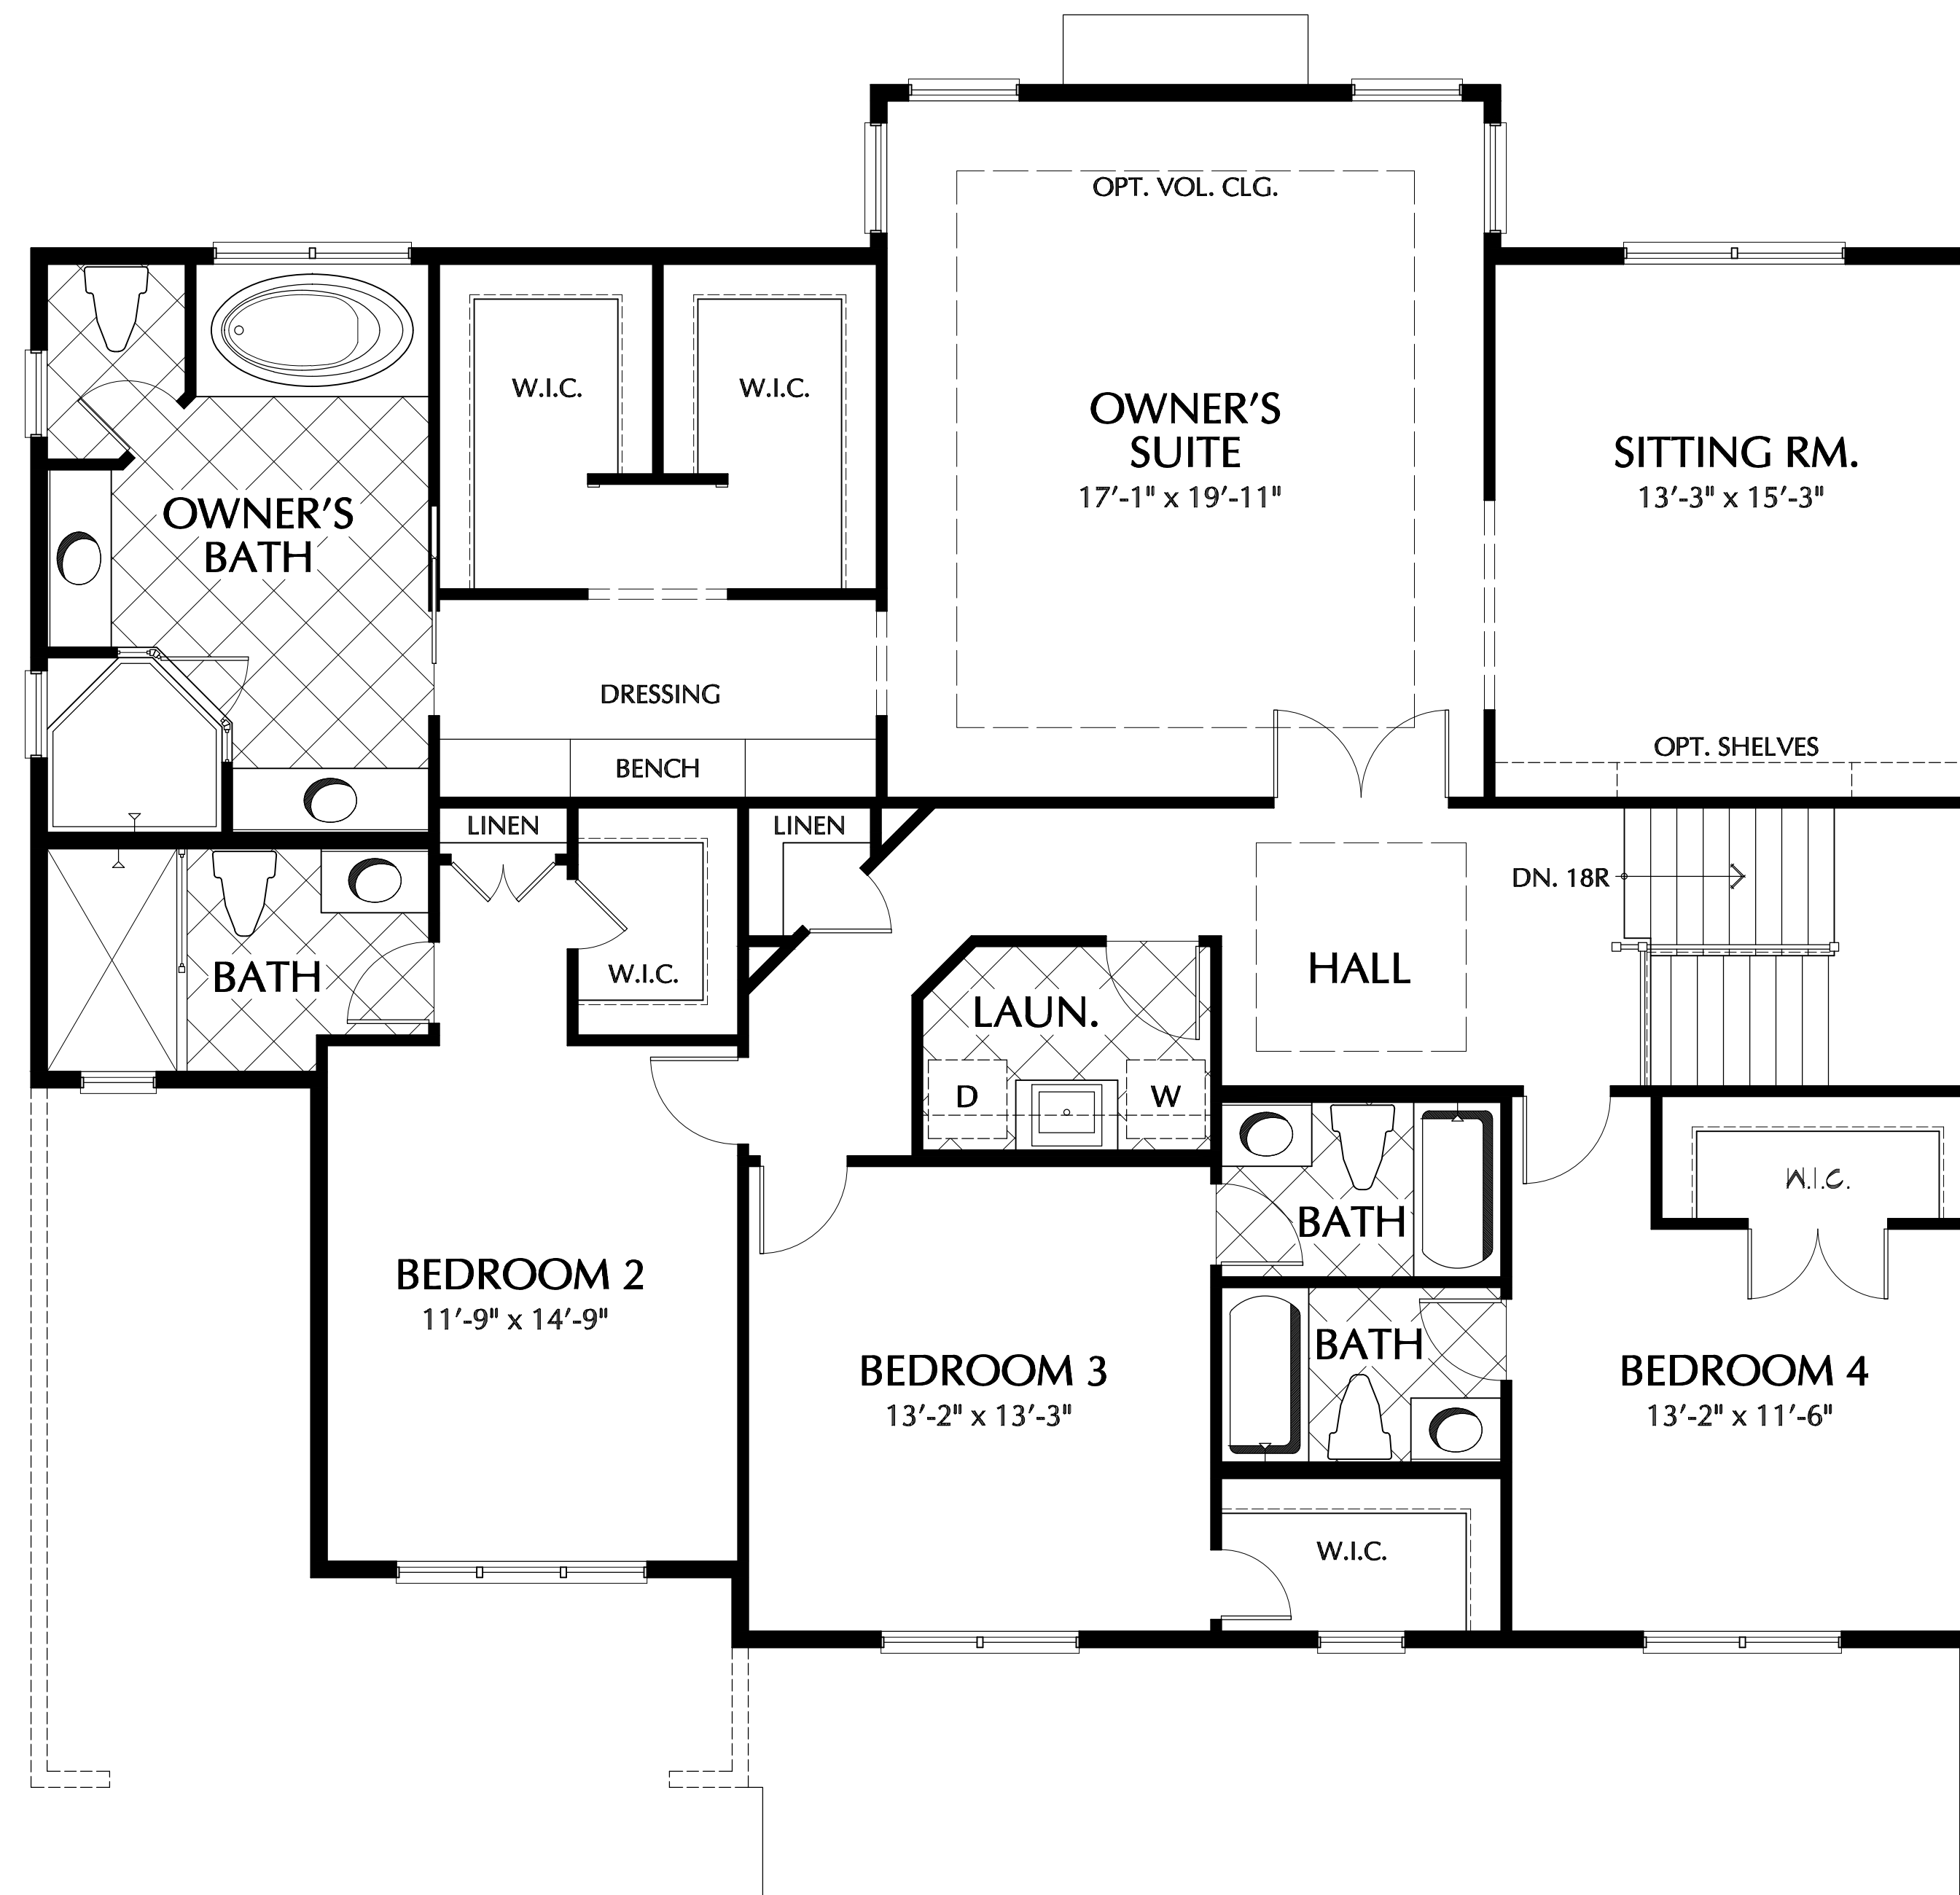 OPT. VOL. CLG.
W.I.C.
W.I.C.
OWNER'S
SUITE
17'-1" x 19'-11"
SITTING RM.
13'-3" x 15'-3"
OWNER'S
BATH
DRESSING
BENCH
OPT. SHELVES
LINEN
LINEN
DN. 18R
W.I.C.
BATH
HALL
LAUN.
D
W
W.I.C.
BATH
BEDROOM 2
11'-9" x 14'-9"
BATH
BEDROOM 3
13'-2" x 13'-3"
BEDROOM 4
13'-2" x 11'-6"
W.I.C.